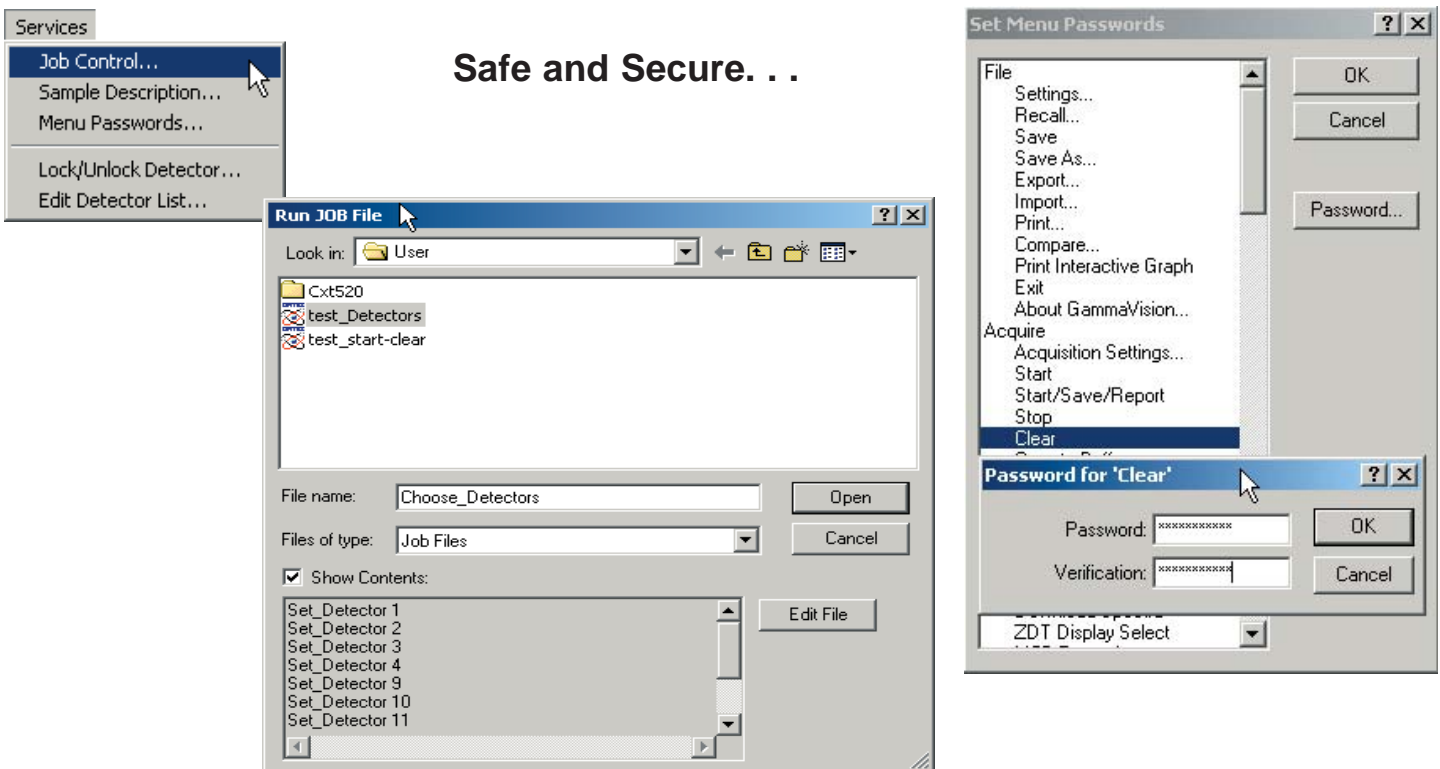 Services
Job Control...
Sample Description...
Menu Passwords...
Lock/Unlock Detector...
Edit Detector List...
Safe and Secure. . .
Run JOB File
Look in:
User
Cxt520
test_Detectors
test_start-clear
File name:
Choose_Detectors
Open
Files of type:
Job Files
Cancel
Show Contents:
Set_Detector 1
Set_Detector 2
Set_Detector 3
Set_Detector 4
Set_Detector 9
Set_Detector 10
Set_Detector 11
Edit File
Set Menu Passwords
File
Settings...
Recall...
Save
Save As...
Export...
Import...
Print...
Compare...
Print Interactive Graph
Exit
About GammaVision...
Acquire
Acquisition Settings...
Start
Start/Save/Report
Stop
Clear
OK
Cancel
Password...
Password for 'Clear'
Password:
xxxxxxxxxxx
OK
Verification:
xxxxxxxxxxx
Cancel
ZDT Display Select